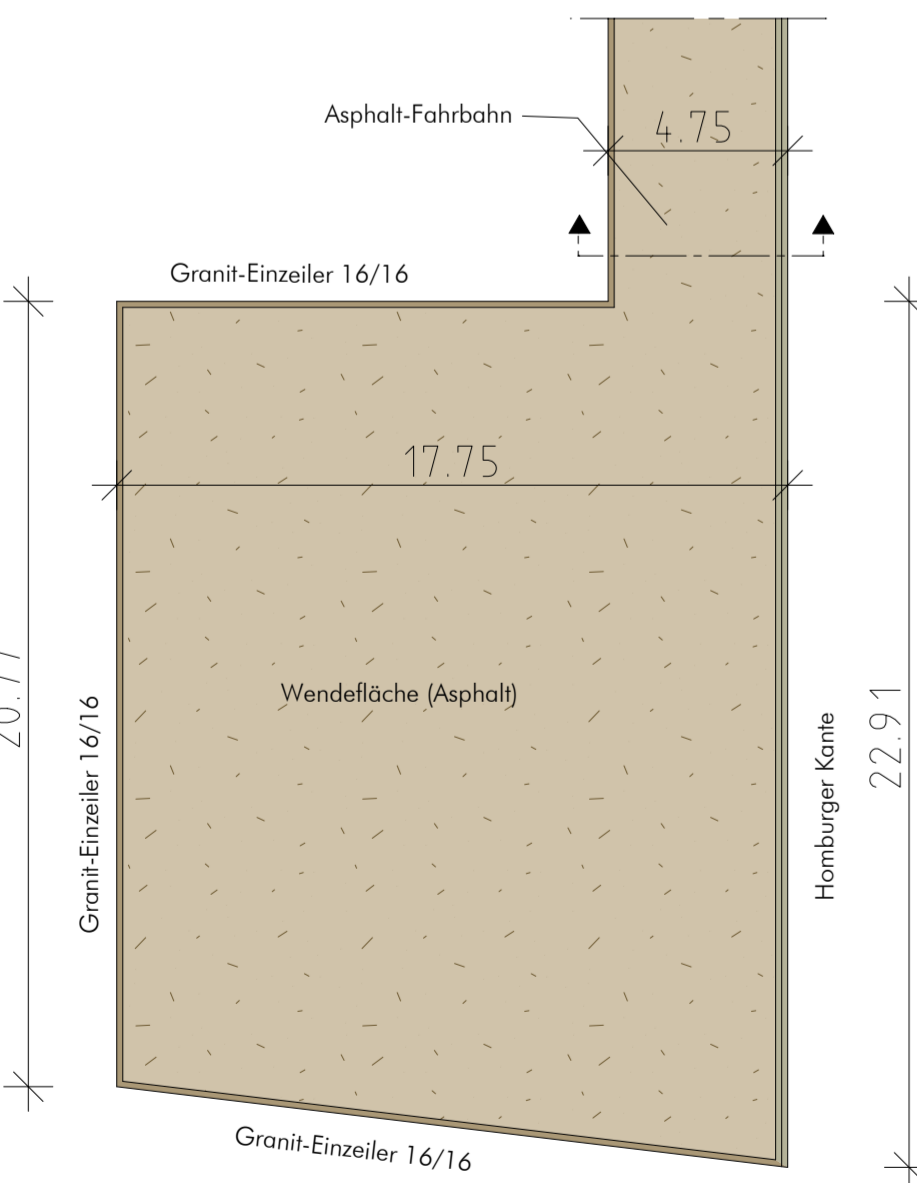 Asphalt-Fahrbahn
4.75
Granit-Einzeiler 16/16
17.75
Wendefläche (Asphalt)
Granit-Einzeiler 16/16
Homburger Kante
22.91
Granit-Einzeiler 16/16